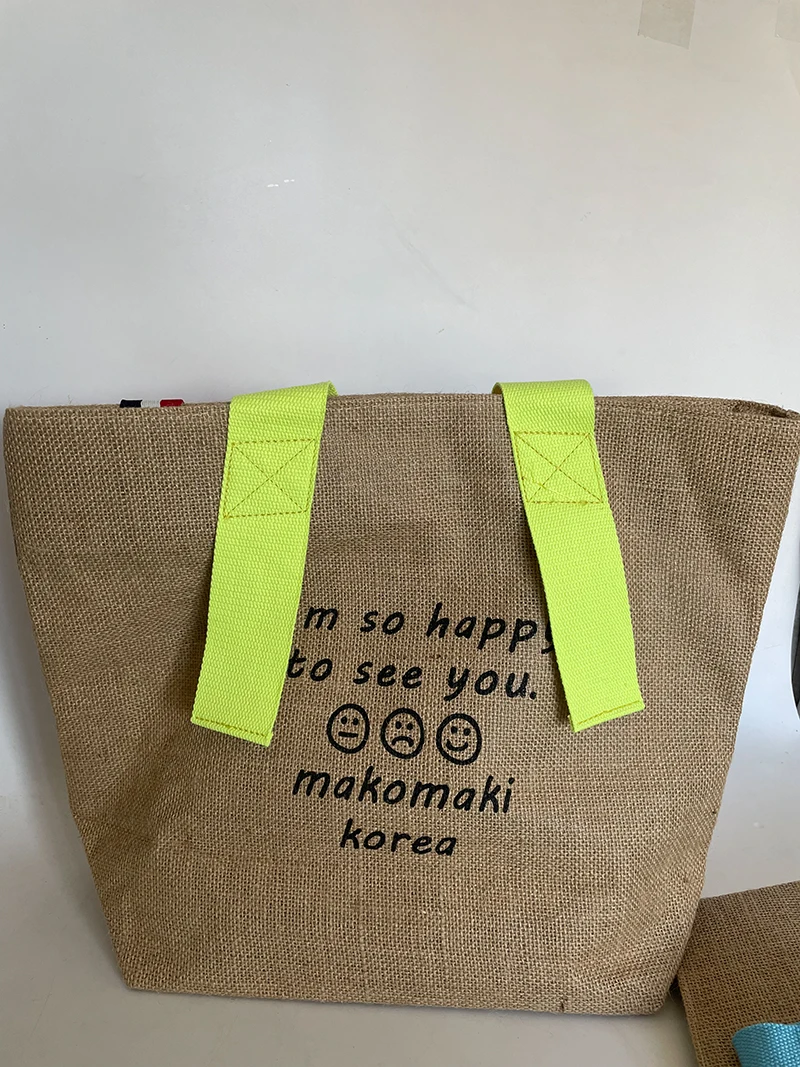 m so happy
to see you.
makomaki
korea